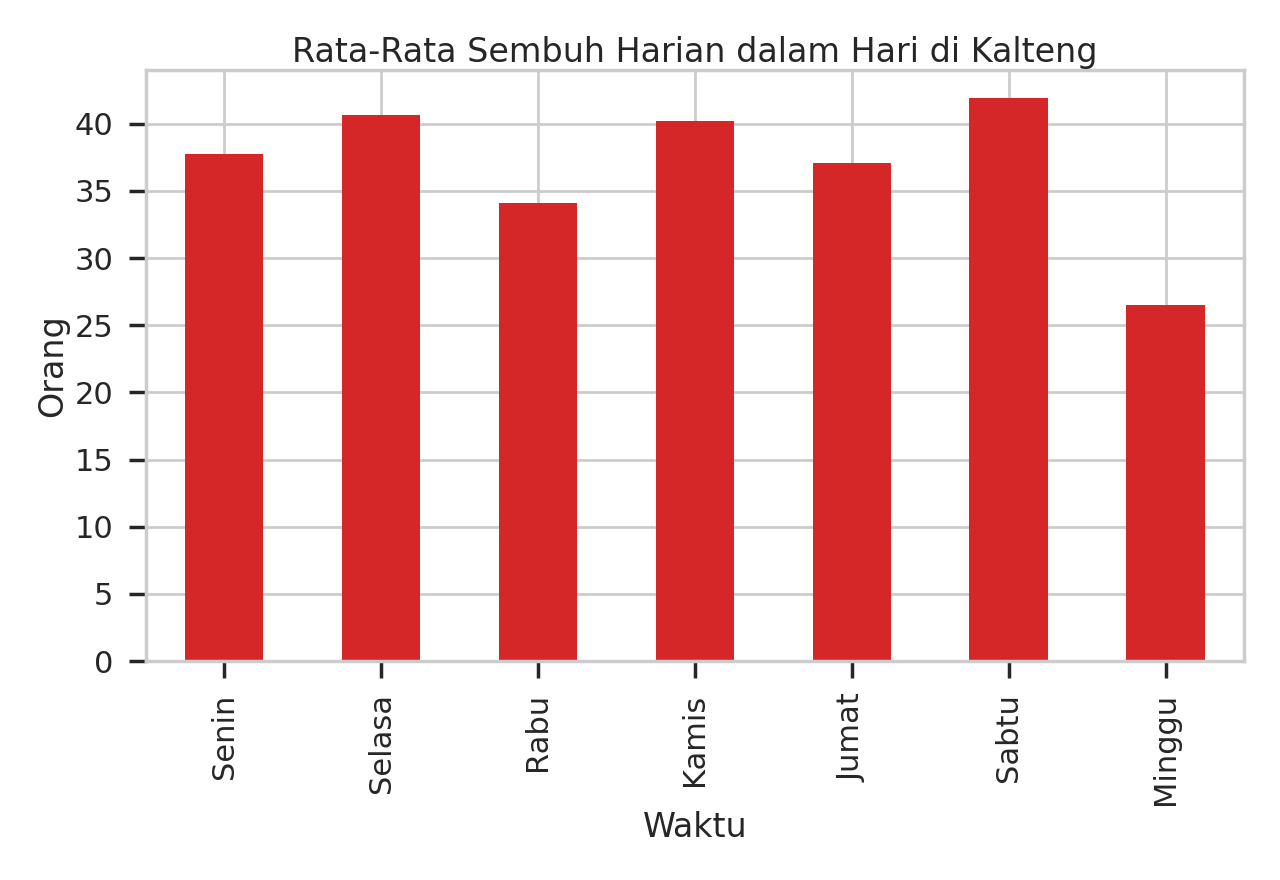 Rata-Rata Sembuh Harian dalam Hari di Kalteng
Orang
40
35
30
25
20
15
10
5
0
Senin
Selasa
Rabu
Kamis
Jumat
Sabtu
Minggu
Waktu